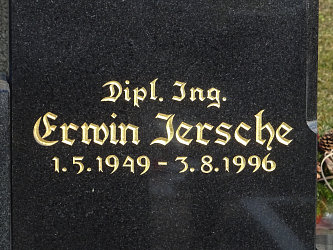 Dipl. Ing.
Erwin Jersche
1.5.1949 - 3.8.1996